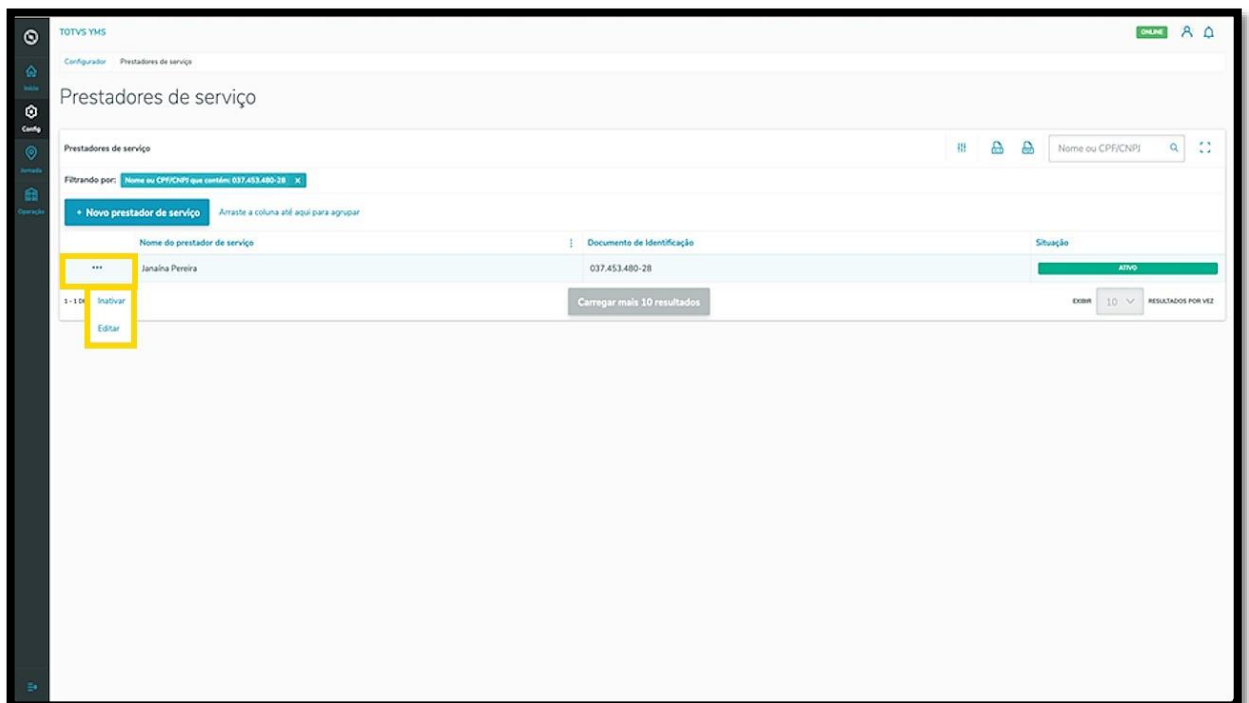 TOTVS YMS
ONLINE
Configurador Prestadores de serviço
Início
Prestadores de serviço
Config
Prestadores de serviço
Nome ou CPF/CNPJ
Jornada
Filtrando por: Nome ou CPF/CNPJ que contém: 037.453.480-28 X
Operação
+ Novo prestador de serviço Arraste a coluna até aqui para agrupar
Nome do prestador de serviço Documento de Identificação Situação
Janaína Pereira 037.453.480-28 ATIVO
1 - 1 Inativar Carregar mais 10 resultados EXIBIR 10 RESULTADOS POR VEZ
Editar